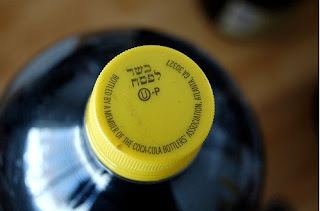 כשר
לפסח
U-P
BOTTLED BY A MEMBER OF THE COCA-COLA BOTTLERS' ASSOCIATION, ATLANTA, GA 30327